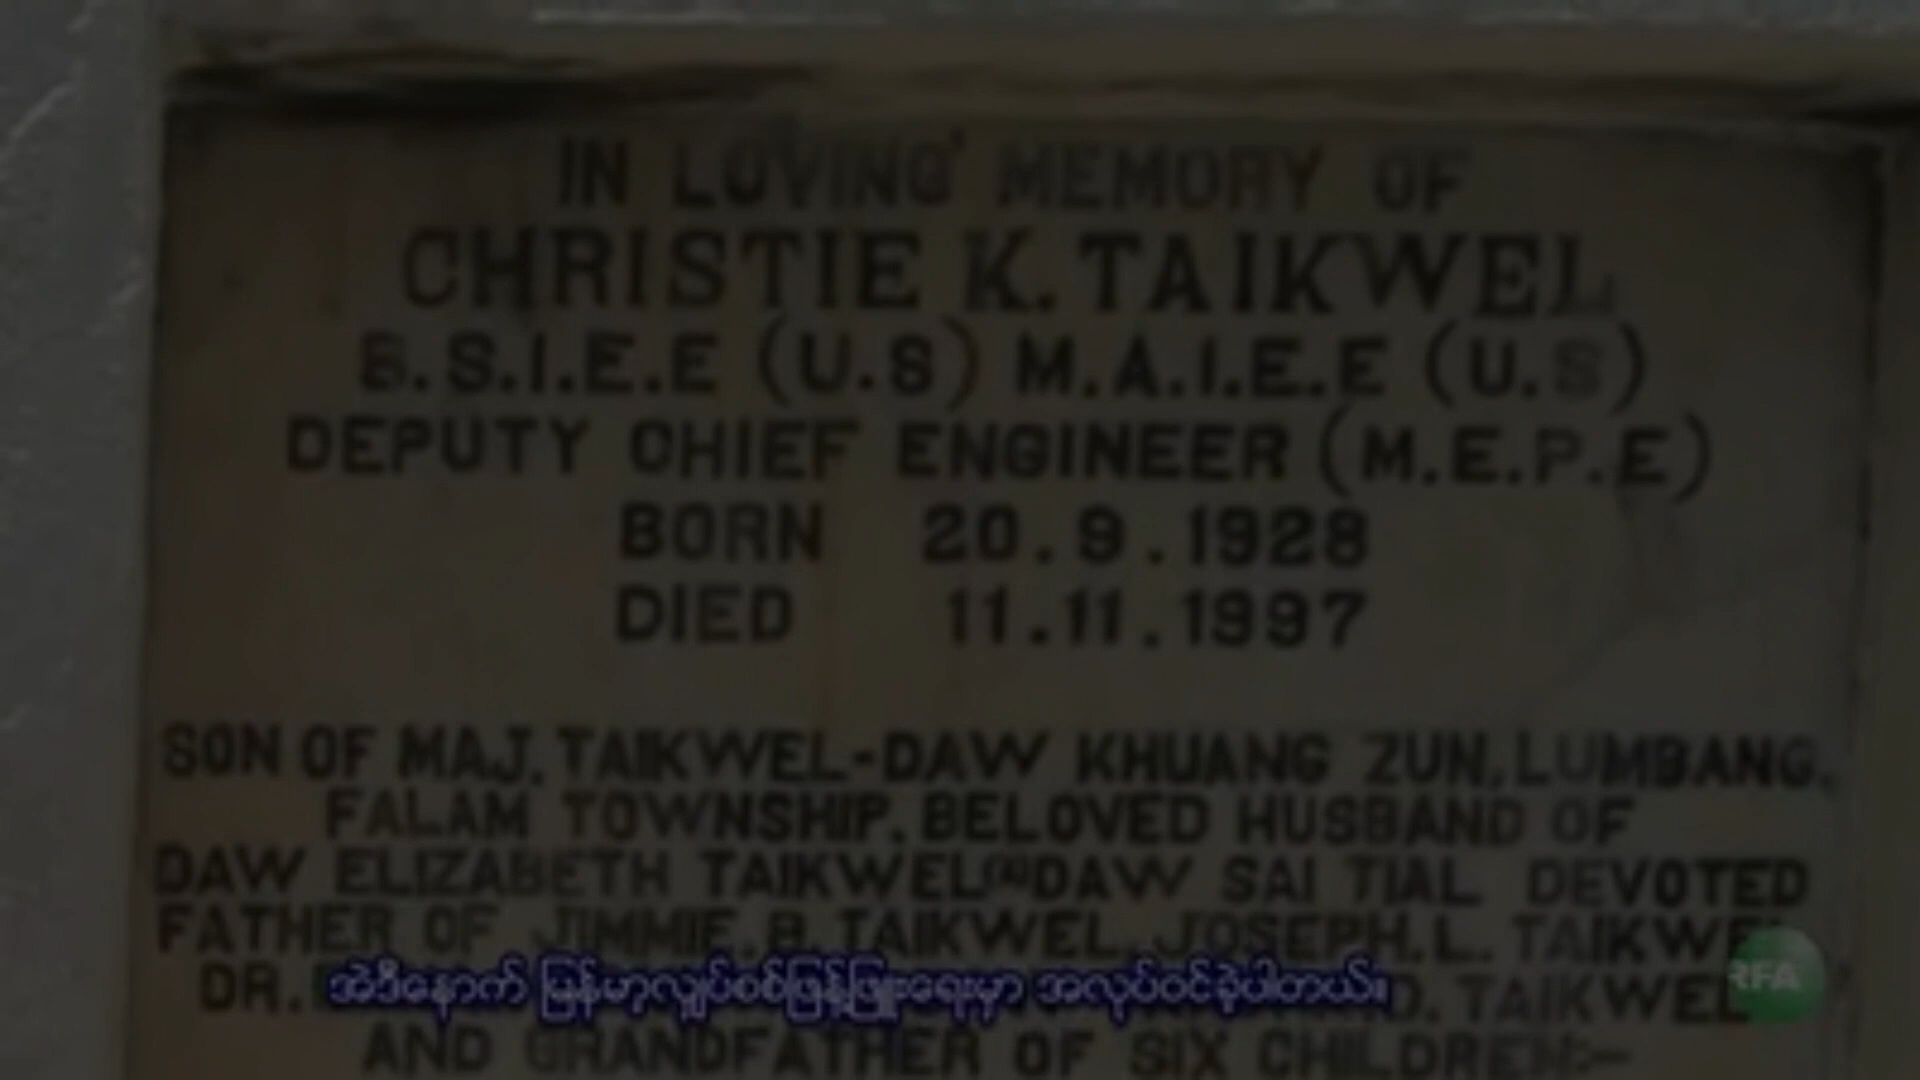 IN LOVING MEMORY OF
CHRISTIE K. TAIKWEL
B.S.I.E.E (U.S) M.A.I.E.E (U.S)
DEPUTY CHIEF ENGINEER (M.E.P.E)
BORN 20.9.1928
DIED 11.11.1997
SON OF MAJ. TAIKWEL-DAW KHUANG ZUN, LUMBANG,
FALAM TOWNSHIP. BELOVED HUSBAND OF
DAW ELIZABETH TAIKWEL@DAW SAI TIAL DEVOTED
FATHER OF JIMMIE.B.TAIKWEL, JOSEPH.L. TAIKWEL
DR. D. TAIKWEL
အဲဒီနောက် မြန်မာ့လျှပ်စစ်ဖြန့်ဖြူးရေးမှာ အလုပ်ဝင်ခဲ့ပါတယ်။
RFA
AND GRANDFATHER OF SIX CHILDREN:-